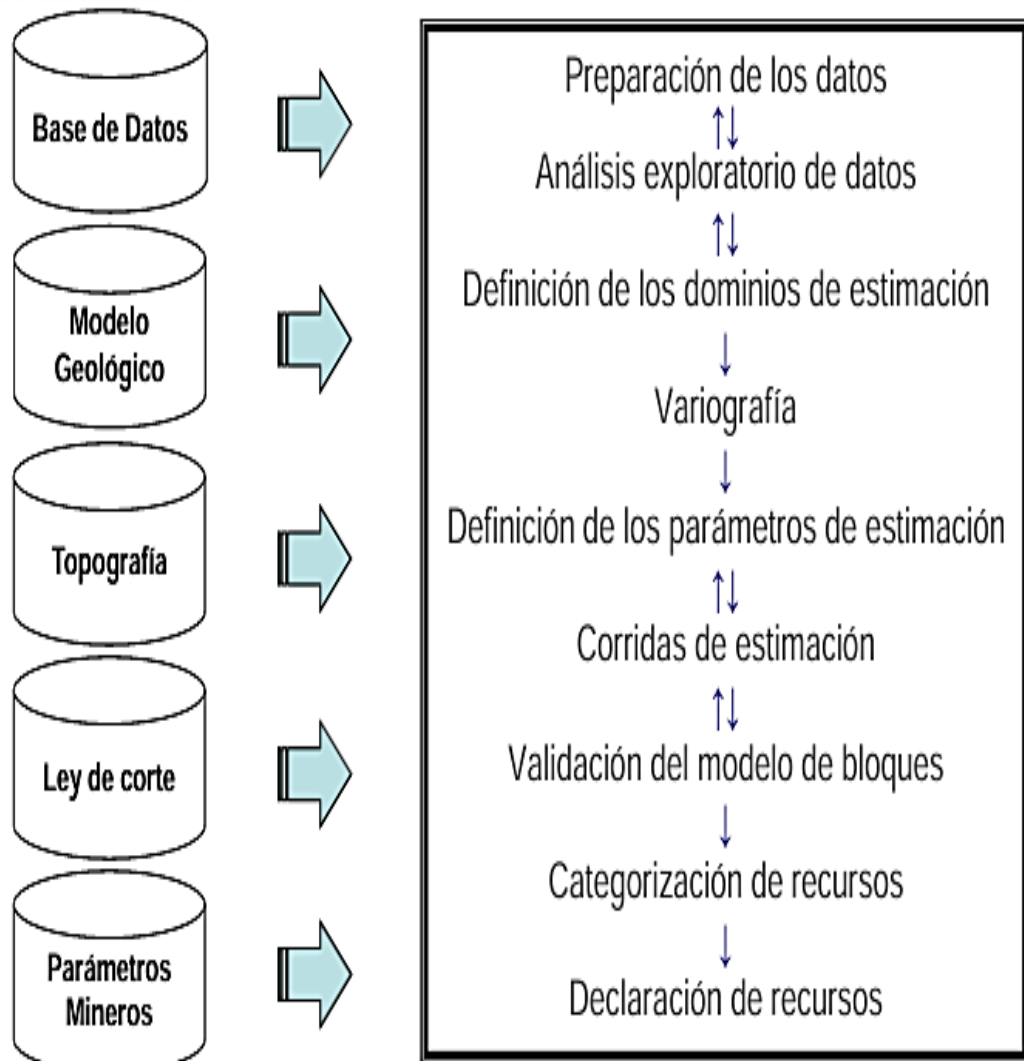 Base de Datos
Modelo
Geológico
Topografía
Ley de corte
Parámetros
Mineros
Preparación de los datos
Análisis exploratorio de datos
Definición de los dominios de estimación
Variografía
Definición de los parámetros de estimación
Corridas de estimación
Validación del modelo de bloques
Categorización de recursos
Declaración de recursos